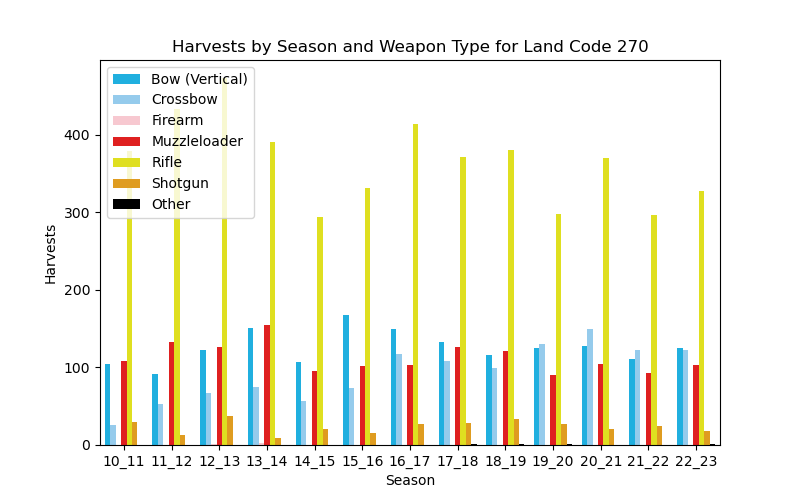 Harvests by Season and Weapon Type for Land Code 270
Bow (Vertical)
Crossbow
Firearm
Muzzleloader
Rifle
Shotgun
Other
Harvests
400
300
200
100
0
10_11 11_12 12_13 13_14 14_15 15_16 16_17 17_18 18_19 19_20 20_21 21_22 22_23
Season